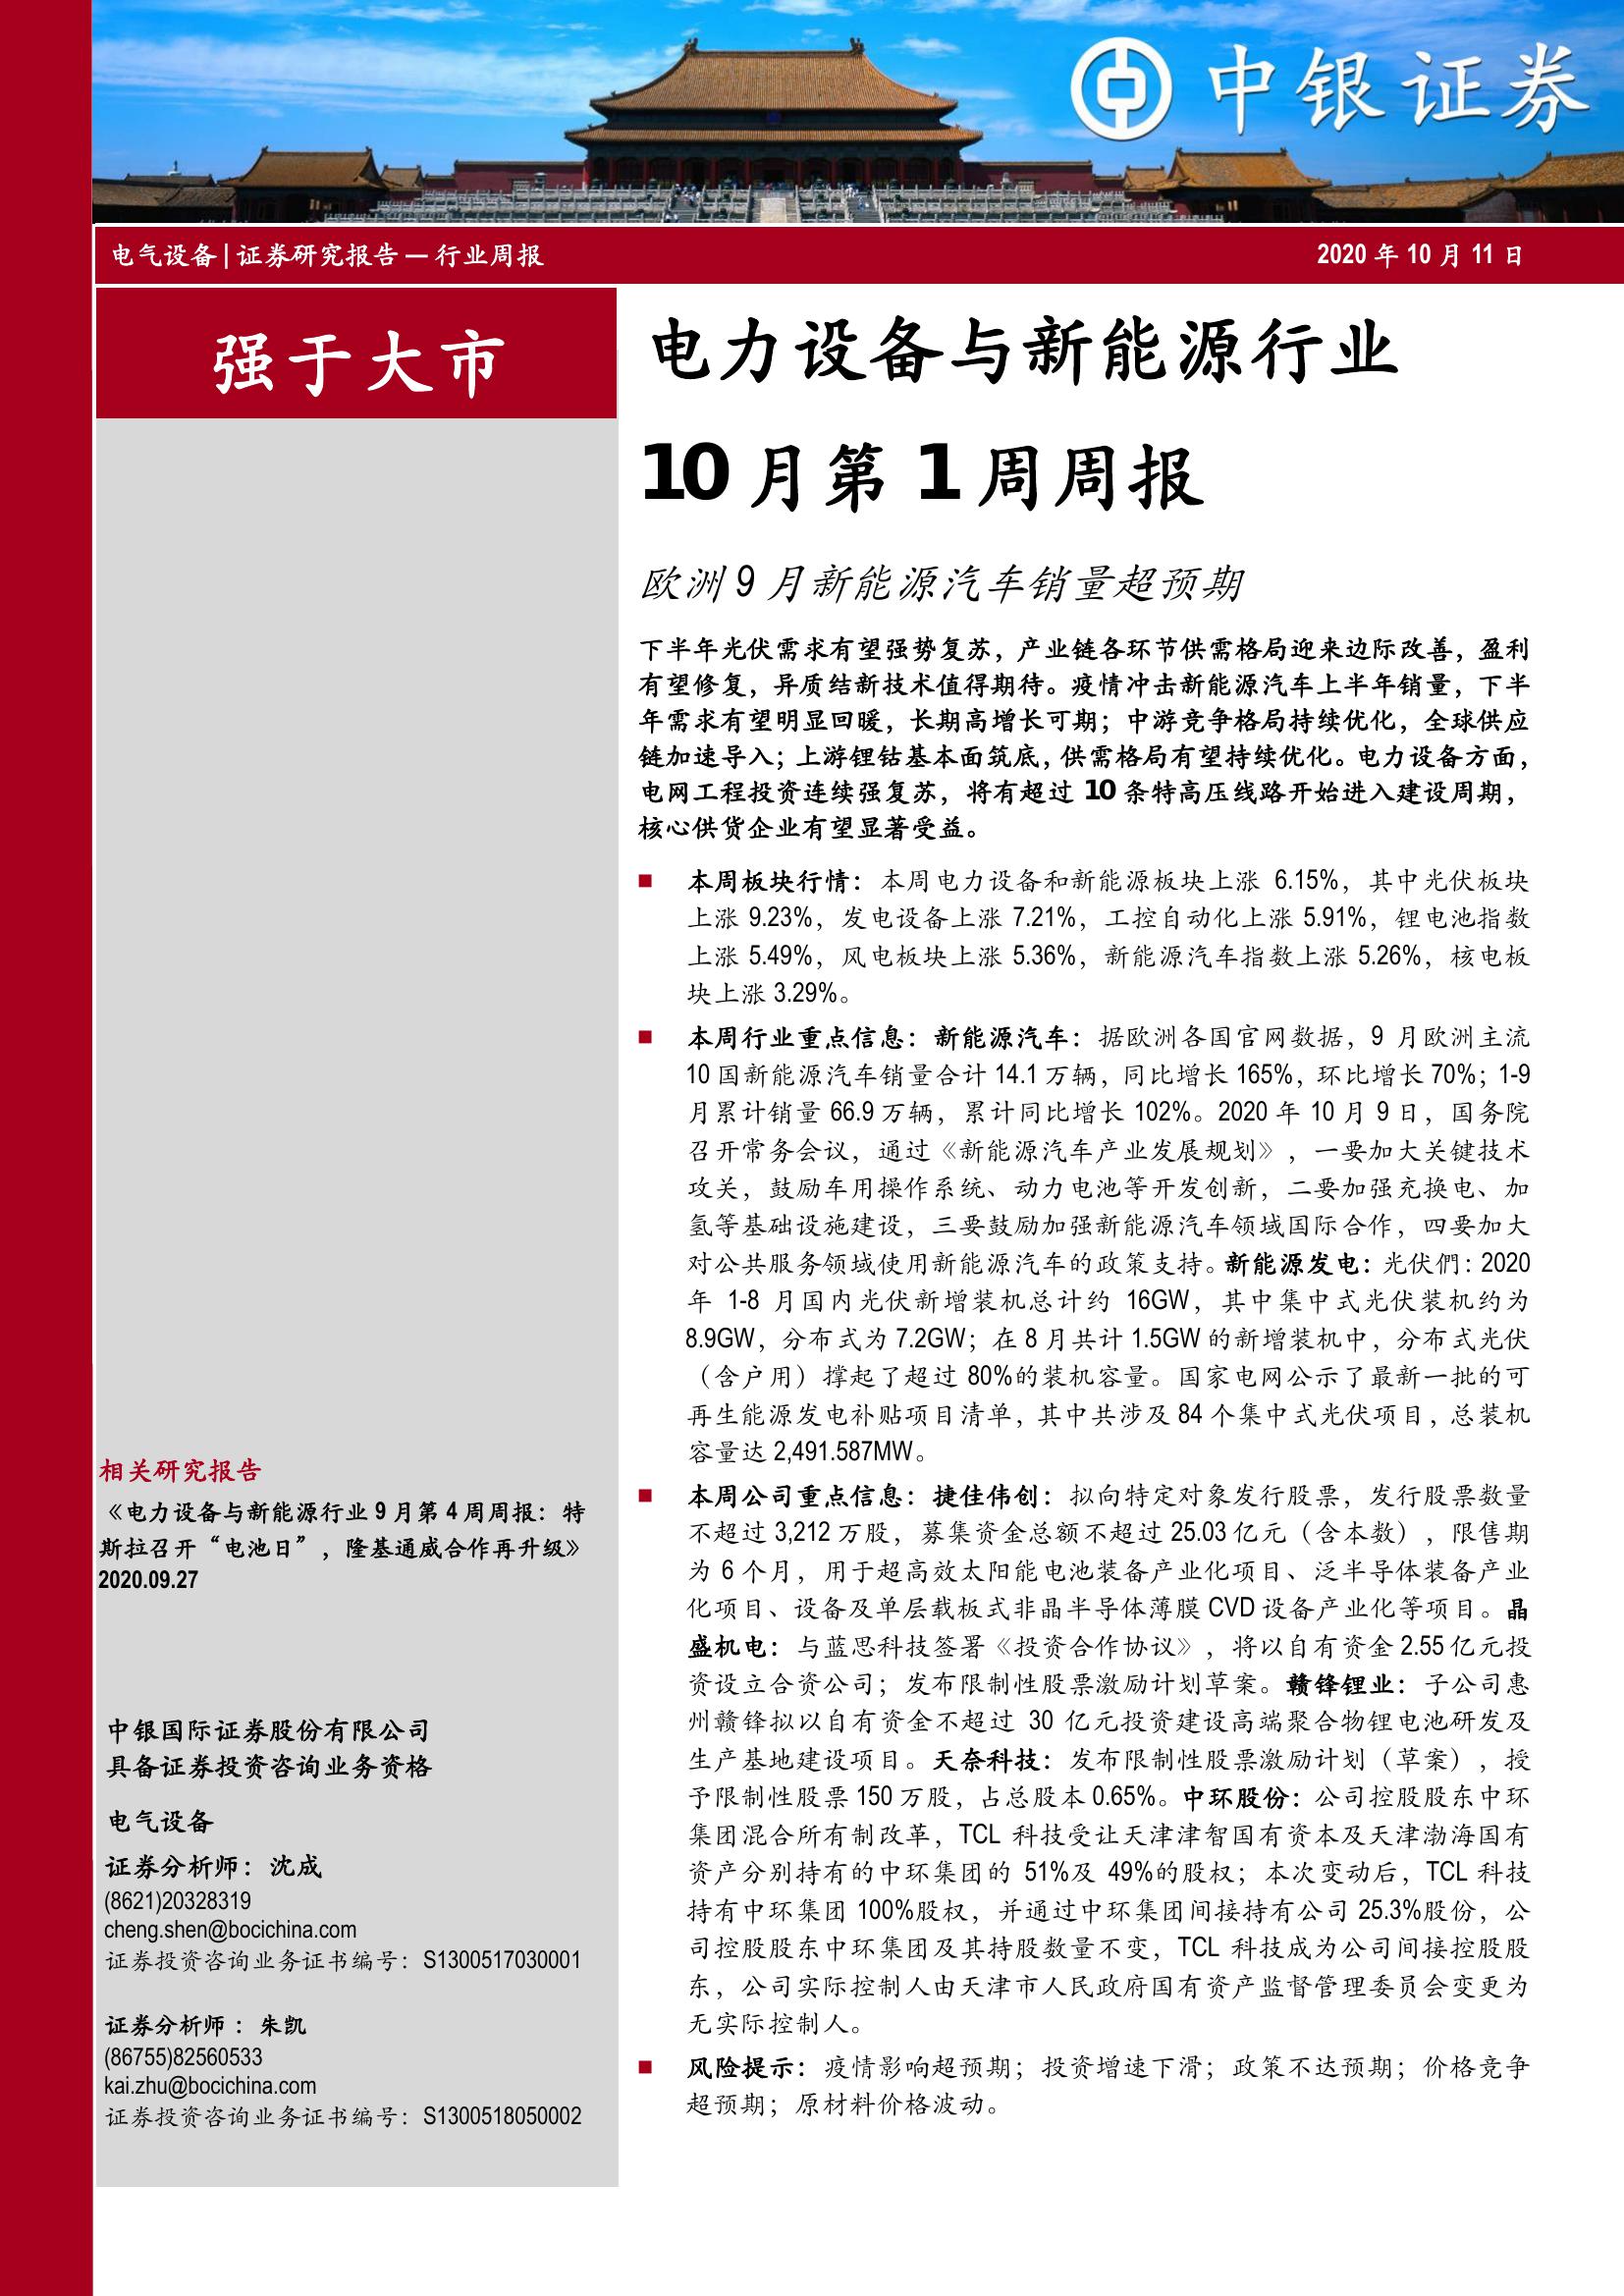 中银证券
电气设备|证券研究报告 — 行业周报
2020 年 10 月 11 日
强于大市
电力设备与新能源行业
10 月第 1 周周报
欧洲 9 月新能源汽车销量超预期
下半年光伏需求有望强势复苏，产业链各环节供需格局迎来边际改善，盈利
有望修复，异质结新技术值得期待。疫情冲击新能源汽车上半年销量，下半
年需求有望明显回暖，长期高增长可期；中游竞争格局持续优化，全球供应
链加速导入；上游锂钴基本面筑底，供需格局有望持续优化。电力设备方面，
电网工程投资连续强复苏，将有超过 10 条特高压线路开始进入建设周期，
核心供货企业有望显著受益。
■ 本周板块行情：本周电力设备和新能源板块上涨 6.15%，其中光伏板块
上涨 9.23%，发电设备上涨 7.21%，工控自动化上涨 5.91%，锂电池指数
上涨 5.49%，风电板块上涨 5.36%，新能源汽车指数上涨 5.26%，核电板
块上涨 3.29%。
■ 本周行业重点信息：新能源汽车：据欧洲各国官网数据，9 月欧洲主流
10 国新能源汽车销量合计 14.1 万辆，同比增长 165%，环比增长 70%；1-9
月累计销量 66.9 万辆，累计同比增长 102%。2020 年 10 月 9 日，国务院
召开常务会议，通过《新能源汽车产业发展规划》，一要加大关键技术
攻关，鼓励车用操作系统、动力电池等开发创新，二要加强充换电、加
氢等基础设施建设，三要鼓励加强新能源汽车领域国际合作，四要加大
对公共服务领域使用新能源汽车的政策支持。新能源发电：光伏們：2020
年 1-8 月国内光伏新增装机总计约 16GW，其中集中式光伏装机约为
8.9GW，分布式为 7.2GW；在 8 月共计 1.5GW 的新增装机中，分布式光伏
（含户用）撑起了超过 80%的装机容量。国家电网公示了最新一批的可
再生能源发电补贴项目清单，其中共涉及 84 个集中式光伏项目，总装机
容量达 2,491.587MW。
■ 本周公司重点信息：捷佳伟创：拟向特定对象发行股票，发行股票数量
不超过 3,212 万股，募集资金总额不超过 25.03 亿元（含本数），限售期
为 6 个月，用于超高效太阳能电池装备产业化项目、泛半导体装备产业
化项目、设备及单层载板式非晶半导体薄膜 CVD 设备产业化等项目。晶
盛机电：与蓝思科技签署《投资合作协议》，将以自有资金 2.55 亿元投
资设立合资公司；发布限制性股票激励计划草案。赣锋锂业：子公司惠
州赣锋拟以自有资金不超过 30 亿元投资建设高端聚合物锂电池研发及
生产基地建设项目。天奈科技：发布限制性股票激励计划（草案），授
予限制性股票 150 万股，占总股本 0.65%。中环股份：公司控股股东中环
集团混合所有制改革，TCL 科技受让天津津智国有资本及天津渤海国有
资产分别持有的中环集团的 51%及 49%的股权；本次变动后，TCL 科技
持有中环集团 100%股权，并通过中环集团间接持有公司 25.3%股份，公
司控股股东中环集团及其持股数量不变，TCL 科技成为公司间接控股股
东，公司实际控制人由天津市人民政府国有资产监督管理委员会变更为
无实际控制人。
■ 风险提示：疫情影响超预期；投资增速下滑；政策不达预期；价格竞争
超预期；原材料价格波动。
相关研究报告
《电力设备与新能源行业 9 月第 4 周周报：特
斯拉召开“电池日”，隆基通威合作再升级》
2020.09.27
中银国际证券股份有限公司
具备证券投资咨询业务资格
电气设备
证券分析师：沈成
(8621)20328319
cheng.shen@bocichina.com
证券投资咨询业务证书编号：S1300517030001
证券分析师 ：朱凯
(86755)82560533
kai.zhu@bocichina.com
证券投资咨询业务证书编号：S1300518050002